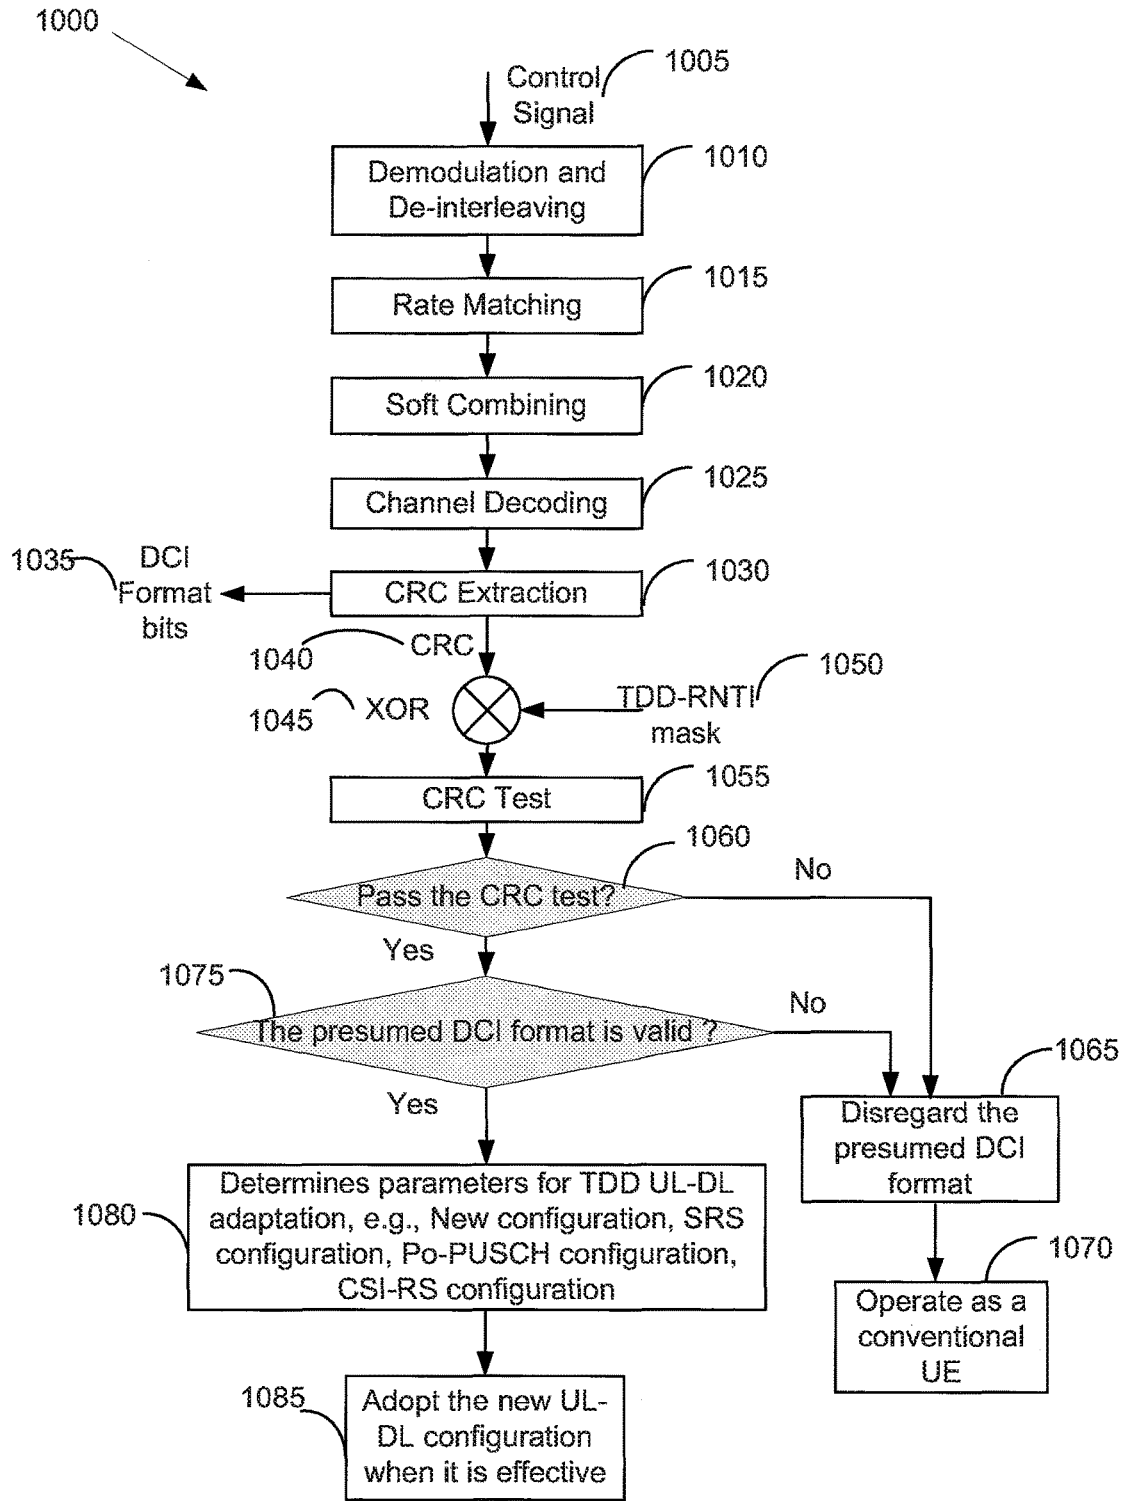 1000
1005
Control
Signal
1010
Demodulation and
De-interleaving
1015
Rate Matching
1020
Soft Combining
1025
Channel Decoding
1035
DCI
Format
bits
1030
CRC Extraction
1040
CRC
1045
XOR
1050
TDD-RNTI
mask
1055
CRC Test
1060
Pass the CRC test?
No
Yes
1075
The presumed DCI format is valid ?
No
Yes
1065
Disregard the
presumed DCI
format
1080
Determines parameters for TDD UL-DL
adaptation, e.g., New configuration, SRS
configuration, Po-PUSCH configuration,
CSI-RS configuration
1070
Operate as a
conventional
UE
1085
Adopt the new UL-
DL configuration
when it is effective